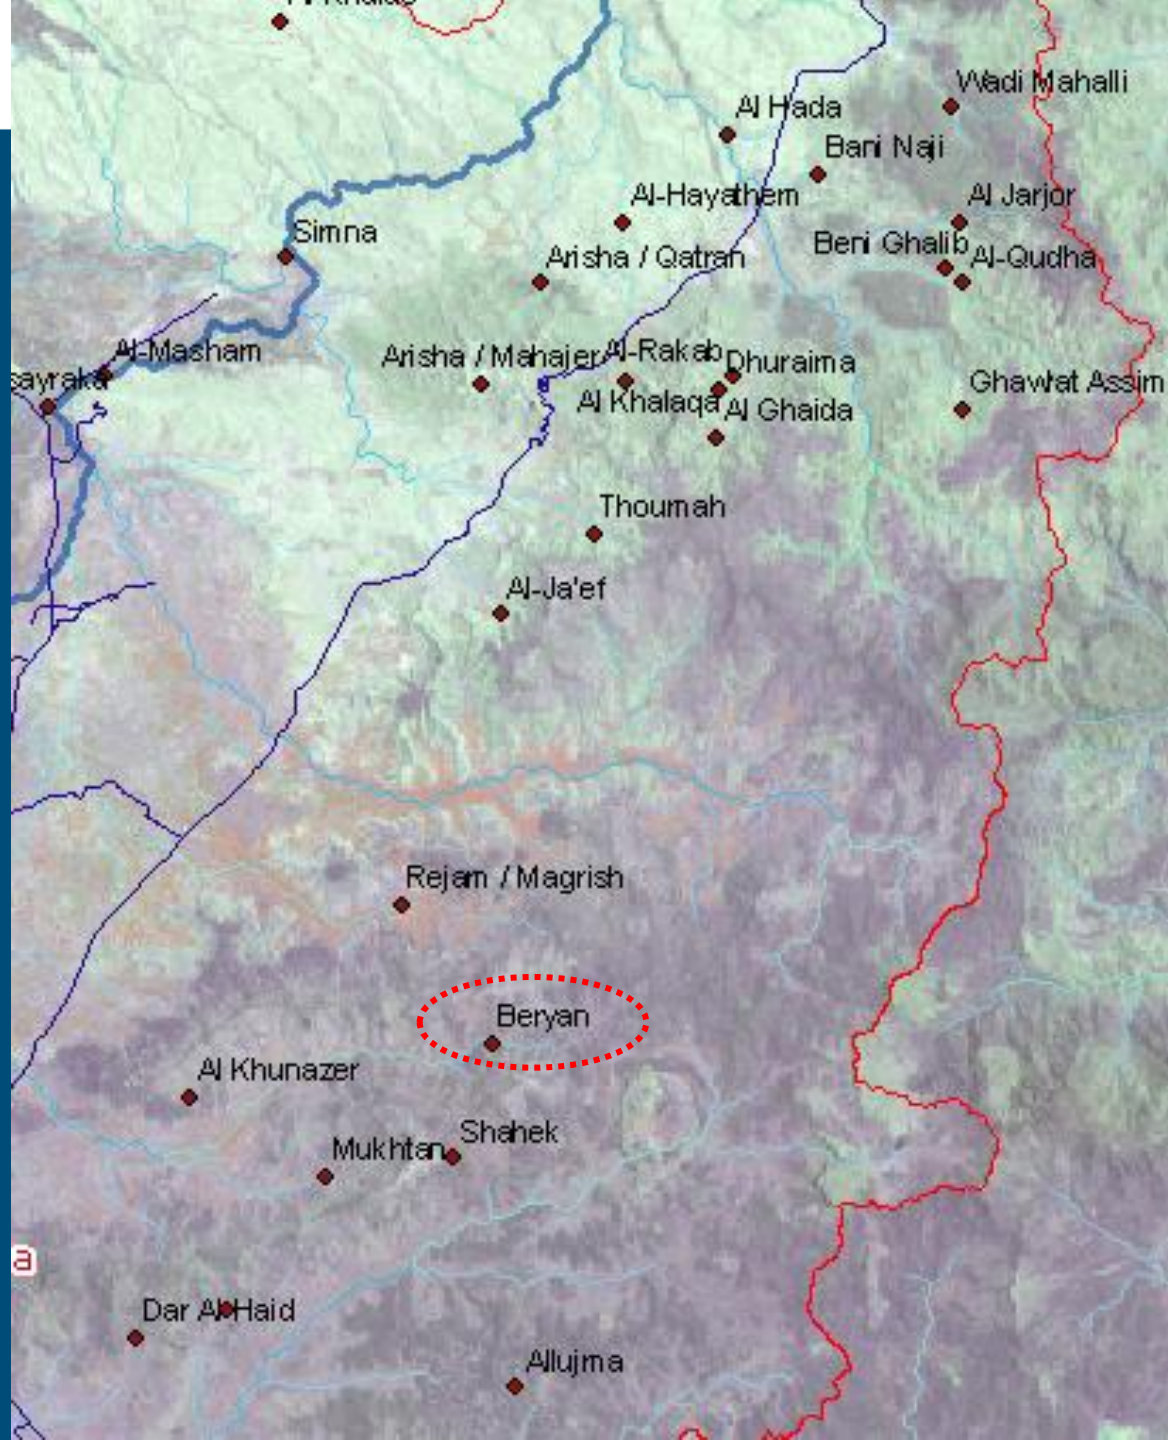 Wadi Mahalli
Al Hada
Bani Naji
Al-Hayathem
Al Jarjor
Simna
Beni Ghalib
Arisha / Qatran
Al-Qudha
Al-Masham
Arisha / Mahajer
Al-Rakab
Dhuraima
sayraka
Ghawlat Assim
Al Khalaqa
Al Ghaida
Thoumah
Al-Ja'ef
Rejam / Magrish
Beryan
Al Khunazer
Shahek
Mukhtan
a
Dar Al Haid
Allujma